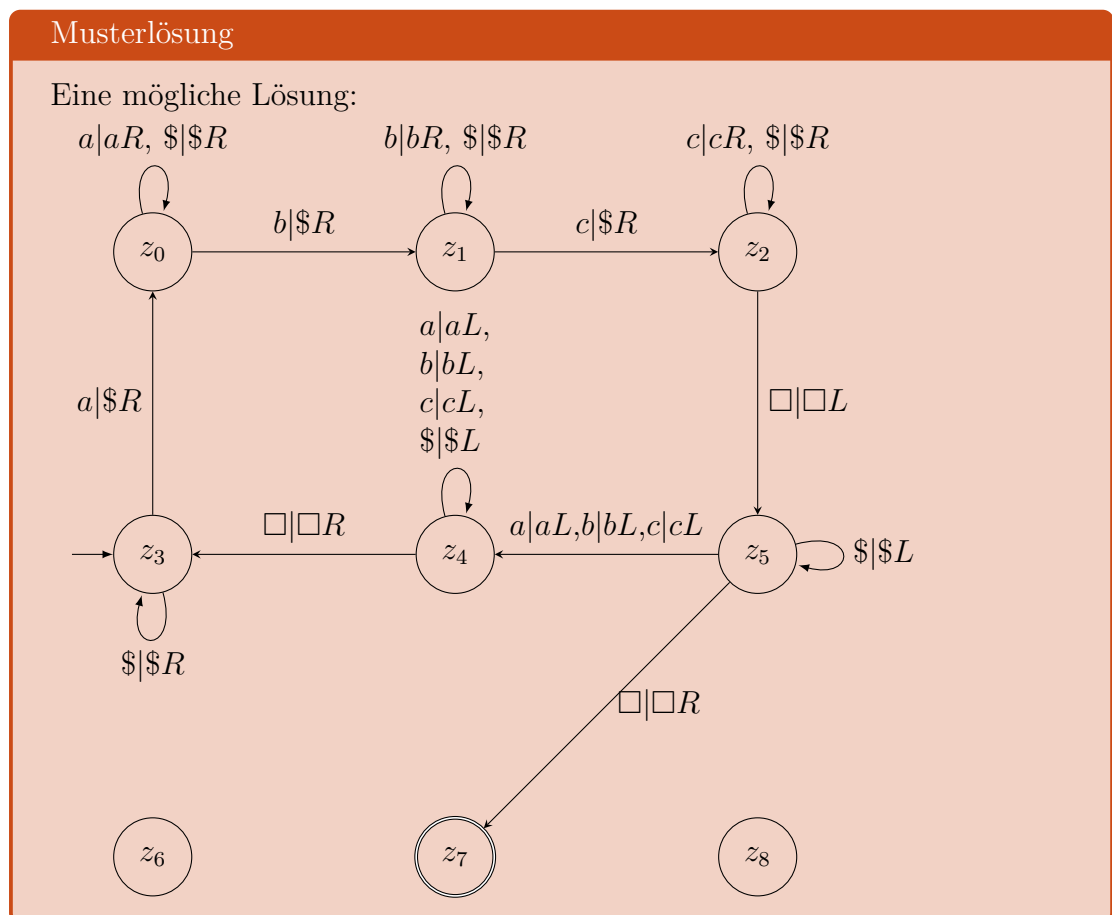 Musterlösung
Eine mögliche Lösung:
a|aR, $|$R
b|bR, $|$R
c|cR, $|$R
z₀
b|$R
z₁
c|$R
z₂
a|aL,
b|bL,
c|cL,
$|$L
a|$R
□|□L
z₃
□|□R
z₄
a|aL,b|bL,c|cL
z₅
$|$L
$|$R
□|□R
z₆
z₇
z₈